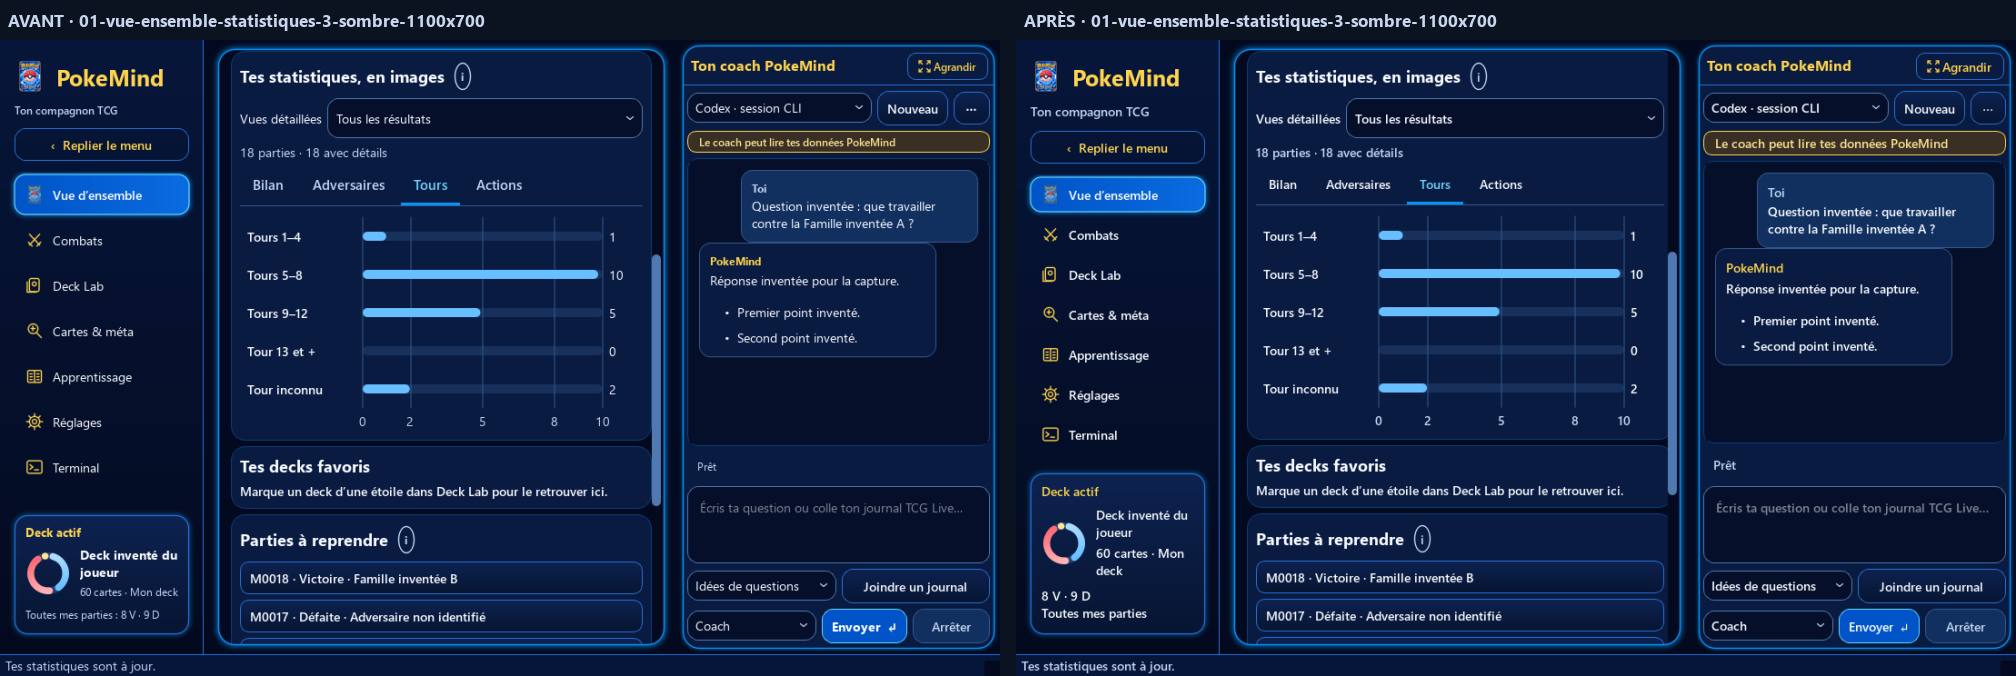 AVANT · 01-vue-ensemble-statistiques-3-sombre-1100x700
PokeMind
Ton compagnon TCG
‹ Replier le menu
Vue d'ensemble
Combats
Deck Lab
Cartes & méta
Apprentissage
Réglages
Terminal
Deck actif
Deck inventé du
joueur
60 cartes · Mon deck
Toutes mes parties : 8 V · 9 D
Tes statistiques, en images
i
Vues détaillées
Tous les résultats
18 parties · 18 avec détails
Bilan Adversaires Tours Actions
Tours 1–4 1
Tours 5–8 10
Tours 9–12 5
Tour 13 et + 0
Tour inconnu 2
0 2 5 8 10
Tes decks favoris
Marque un deck d'une étoile dans Deck Lab pour le retrouver ici.
Parties à reprendre
i
M0018 · Victoire · Famille inventée B
M0017 · Défaite · Adversaire non identifié
Ton coach PokeMind
Agrandir
Codex · session CLI
Nouveau
...
Le coach peut lire tes données PokeMind
Toi
Question inventée : que travailler
contre la Famille inventée A ?
PokeMind
Réponse inventée pour la capture.
• Premier point inventé.
• Second point inventé.
Prêt
Écris ta question ou colle ton journal TCG Live...
Idées de questions
Joindre un journal
Coach
Envoyer ↲
Arrêter
Tes statistiques sont à jour.
APRÈS · 01-vue-ensemble-statistiques-3-sombre-1100x700
PokeMind
Ton compagnon TCG
‹ Replier le menu
Vue d'ensemble
Combats
Deck Lab
Cartes & méta
Apprentissage
Réglages
Terminal
Deck actif
Deck inventé du
joueur
60 cartes · Mon
deck
8 V · 9 D
Toutes mes parties
Tes statistiques, en images
i
Vues détaillées
Tous les résultats
18 parties · 18 avec détails
Bilan Adversaires Tours Actions
Tours 1–4 1
Tours 5–8 10
Tours 9–12 5
Tour 13 et + 0
Tour inconnu 2
0 2 5 8 10
Tes decks favoris
Marque un deck d'une étoile dans Deck Lab pour le retrouver ici.
Parties à reprendre
i
M0018 · Victoire · Famille inventée B
M0017 · Défaite · Adversaire non identifié
Ton coach PokeMind
Agrandir
Codex · session CLI
Nouveau
...
Le coach peut lire tes données PokeMind
Toi
Question inventée : que travailler
contre la Famille inventée A ?
PokeMind
Réponse inventée pour la capture.
• Premier point inventé.
• Second point inventé.
Prêt
Écris ta question ou colle ton journal TCG Live...
Idées de questions
Joindre un journal
Coach
Envoyer ↲
Arrêter
Tes statistiques sont à jour.